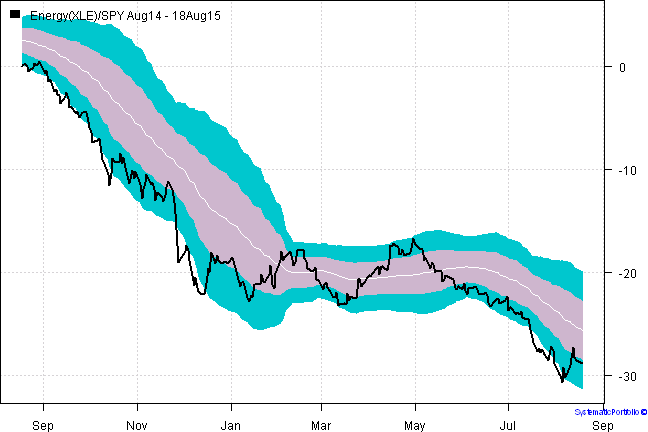 Energy(XLE)/SPY Aug14 - 18Aug15
0
-10
-20
-30
SystematicPortfolio ©
Sep Nov Jan Mar May Jul Sep